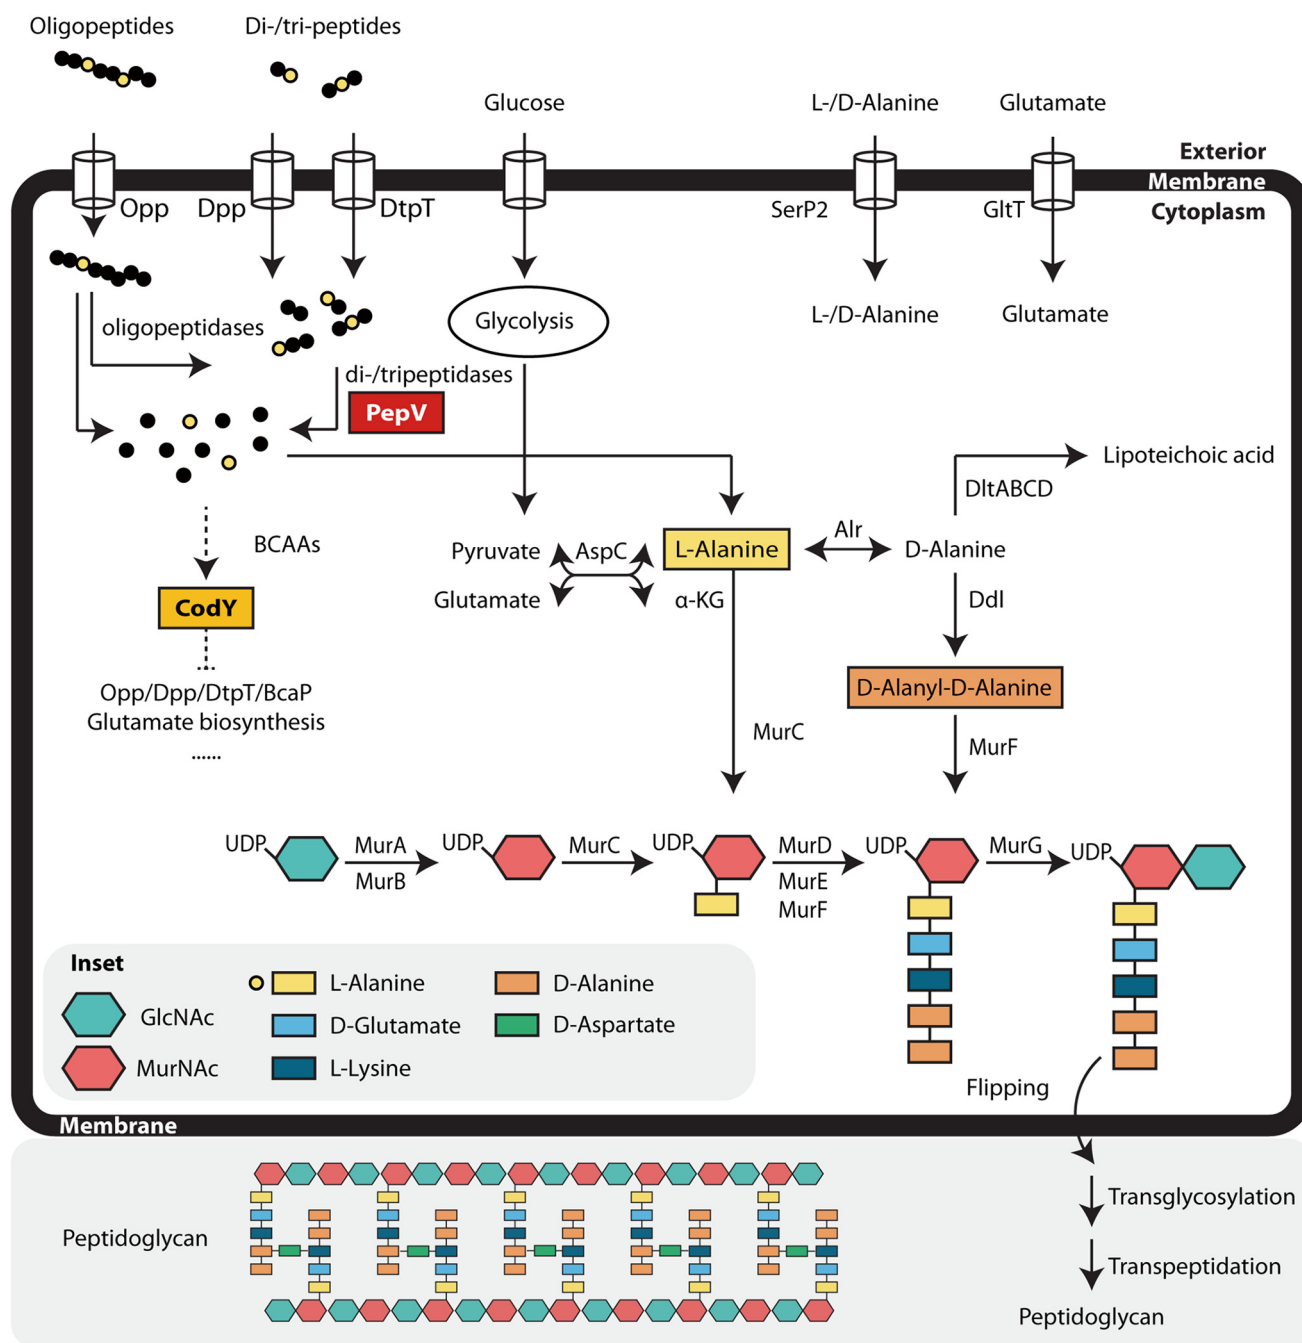 Oligopeptides
Di-/tri-peptides
Glucose
L-/D-Alanine
Glutamate
Exterior
Membrane
Cytoplasm
Opp
Dpp
DtpT
SerP2
GltT
oligopeptidases
Glycolysis
L-/D-Alanine
Glutamate
di-/tripeptidases
PepV
Lipoteichoic acid
DltABCD
BCAAs
Pyruvate
AspC
L-Alanine
Alr
D-Alanine
Glutamate
α-KG
Ddl
CodY
...
Opp/Dpp/DtpT/BcaP
Glutamate biosynthesis
......
D-Alanyl-D-Alanine
MurC
MurF
UDP
MurA
MurB
UDP
MurC
UDP
MurD
MurE
MurF
UDP
MurG
UDP
Inset
GlcNAc
MurNAc
L-Alanine
D-Glutamate
L-Lysine
D-Alanine
D-Aspartate
Flipping
Membrane
Peptidoglycan
Transglycosylation
Transpeptidation
Peptidoglycan